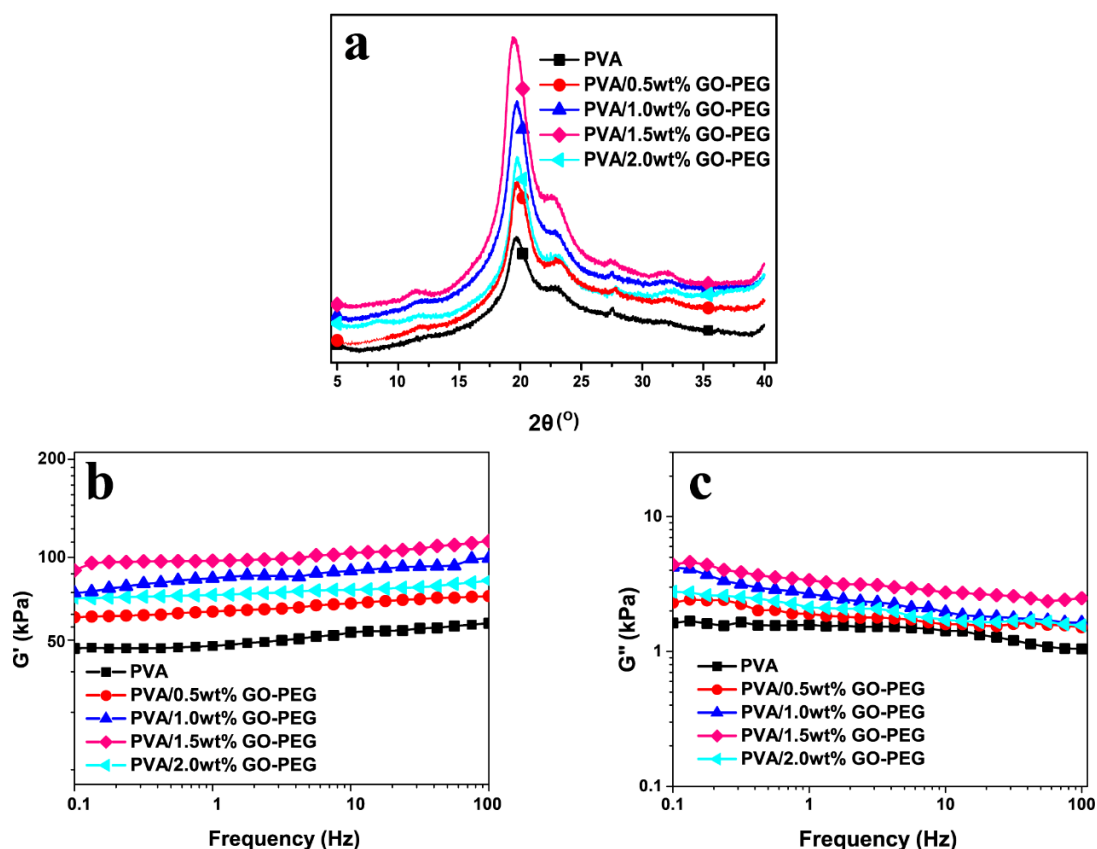 a
PVA
PVA/0.5wt% GO-PEG
PVA/1.0wt% GO-PEG
PVA/1.5wt% GO-PEG
PVA/2.0wt% GO-PEG
5 10 15 20 25 30 35 40
2θ (O)
b
200
100
50
G' (kPa)
PVA
PVA/0.5wt% GO-PEG
PVA/1.0wt% GO-PEG
PVA/1.5wt% GO-PEG
PVA/2.0wt% GO-PEG
0.1 1 10 100
Frequency (Hz)
c
10
1
0.1
G" (kPa)
PVA
PVA/0.5wt% GO-PEG
PVA/1.0wt% GO-PEG
PVA/1.5wt% GO-PEG
PVA/2.0wt% GO-PEG
0.1 1 10 100
Frequency (Hz)